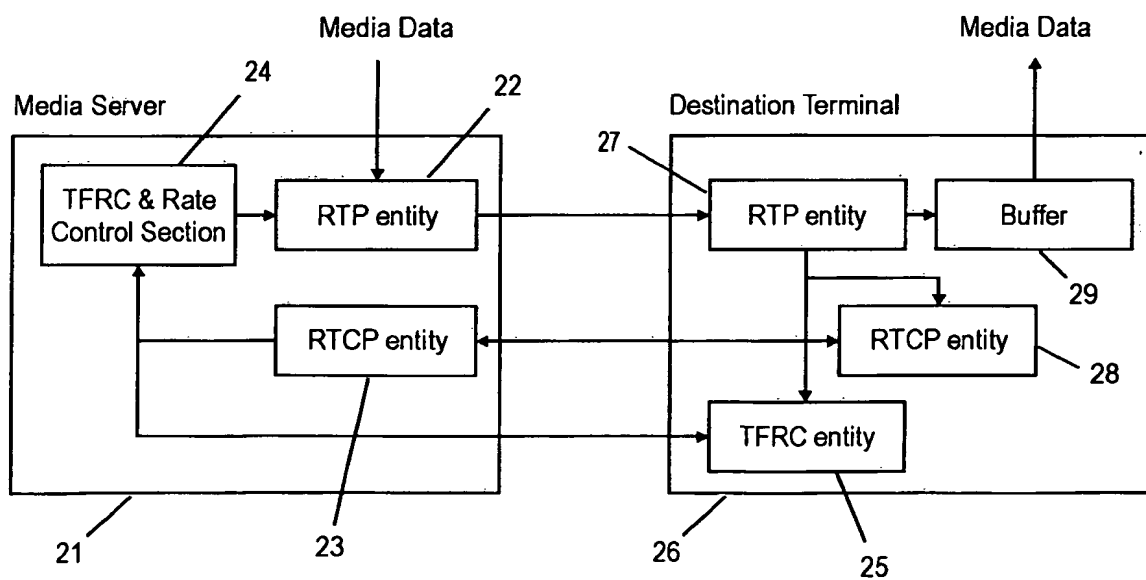 Media Data
Media Data
24
22
Media Server
Destination Terminal
27
TFRC & Rate
Control Section
RTP entity
RTP entity
Buffer
29
RTCP entity
RTCP entity
28
TFRC entity
21
23
26
25